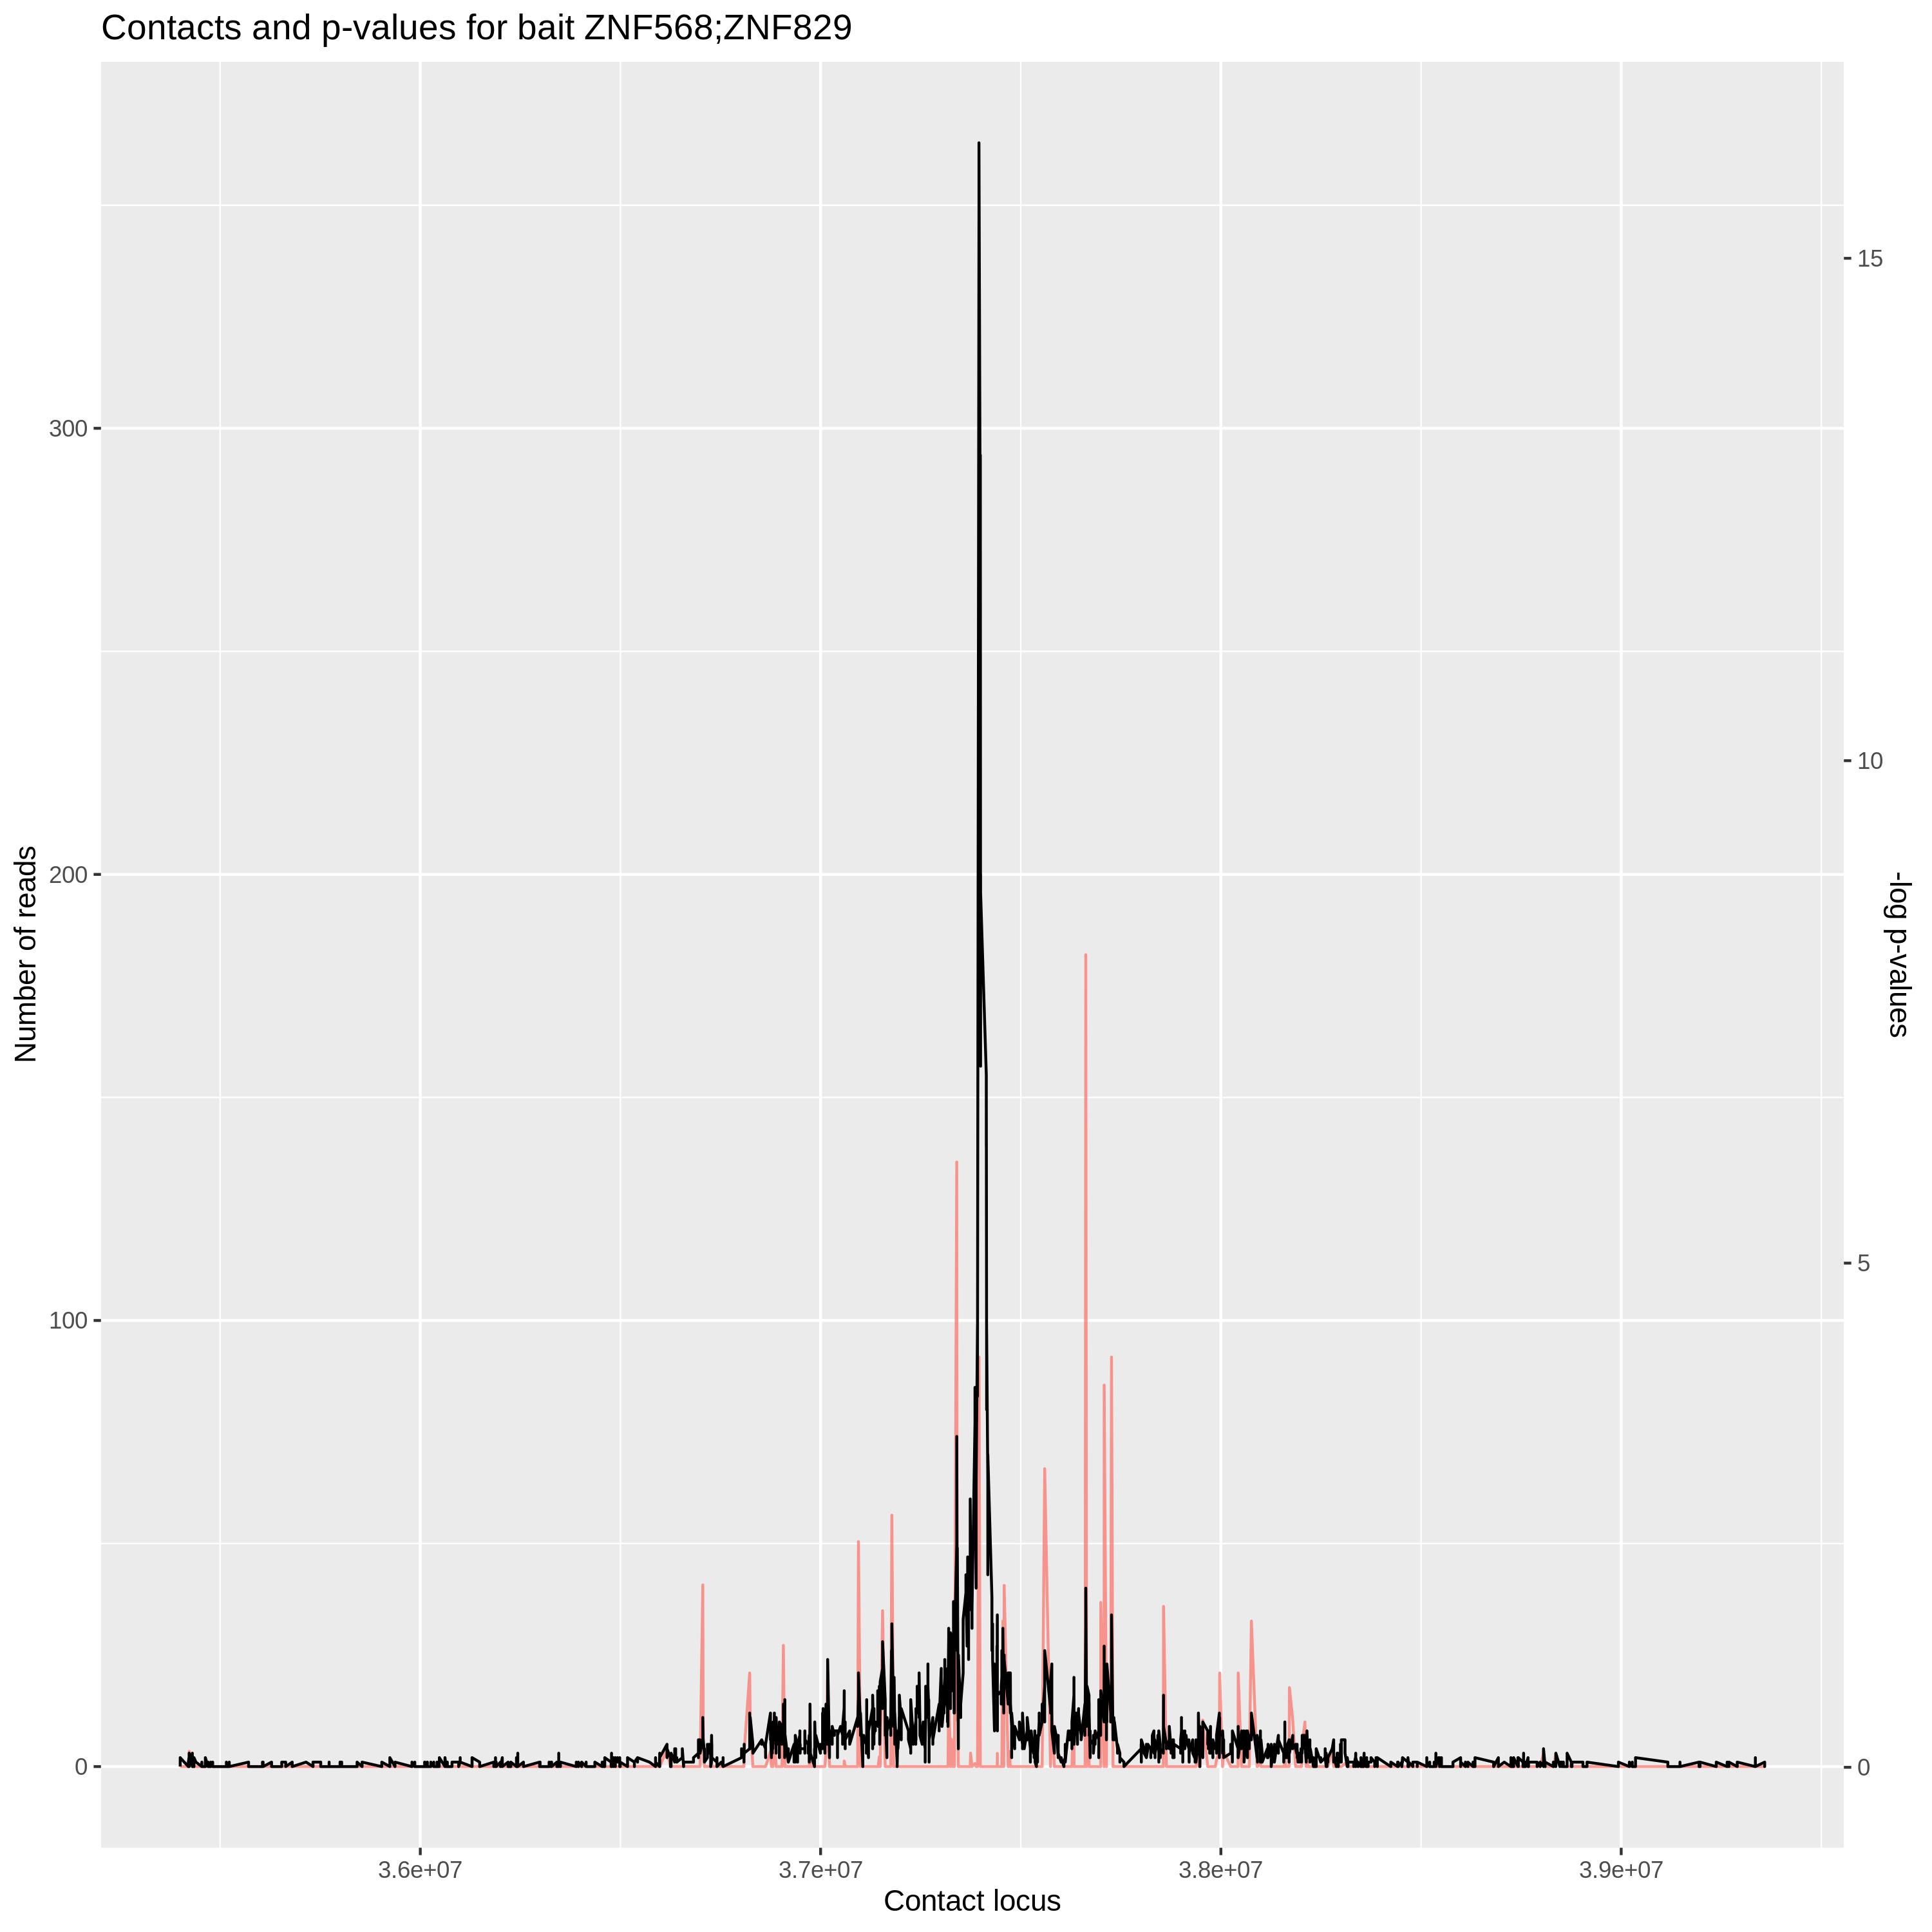 Contacts and p-values for bait ZNF568;ZNF829
300
200
100
0
15
10
5
0
Number of reads
-log p-values
3.6e+07
3.7e+07
3.8e+07
3.9e+07
Contact locus